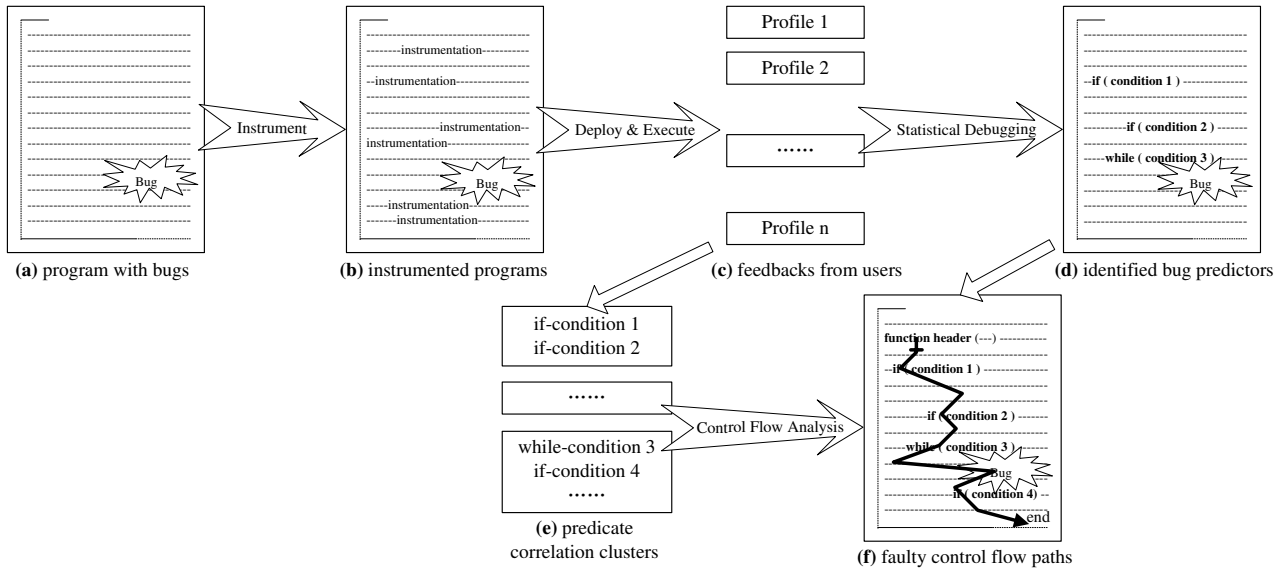 Profile 1
Profile 2
......
Profile n
instrumentation
instrumentation
instrumentation
instrumentation
Bug
instrumentation
instrumentation
Bug
Instrument
Deploy & Execute
Statistical Debugging
if ( condition 1 )
if ( condition 2 )
while ( condition 3 )
Bug
(a) program with bugs
(b) instrumented programs
(c) feedbacks from users
(d) identified bug predictors
if-condition 1
if-condition 2
......
while-condition 3
if-condition 4
......
(e) predicate
correlation clusters
Control Flow Analysis
function header (---)
if ( condition 1 )
if ( condition 2 )
while ( condition 3 )
Bug
if ( condition 4)
end
(f) faulty control flow paths